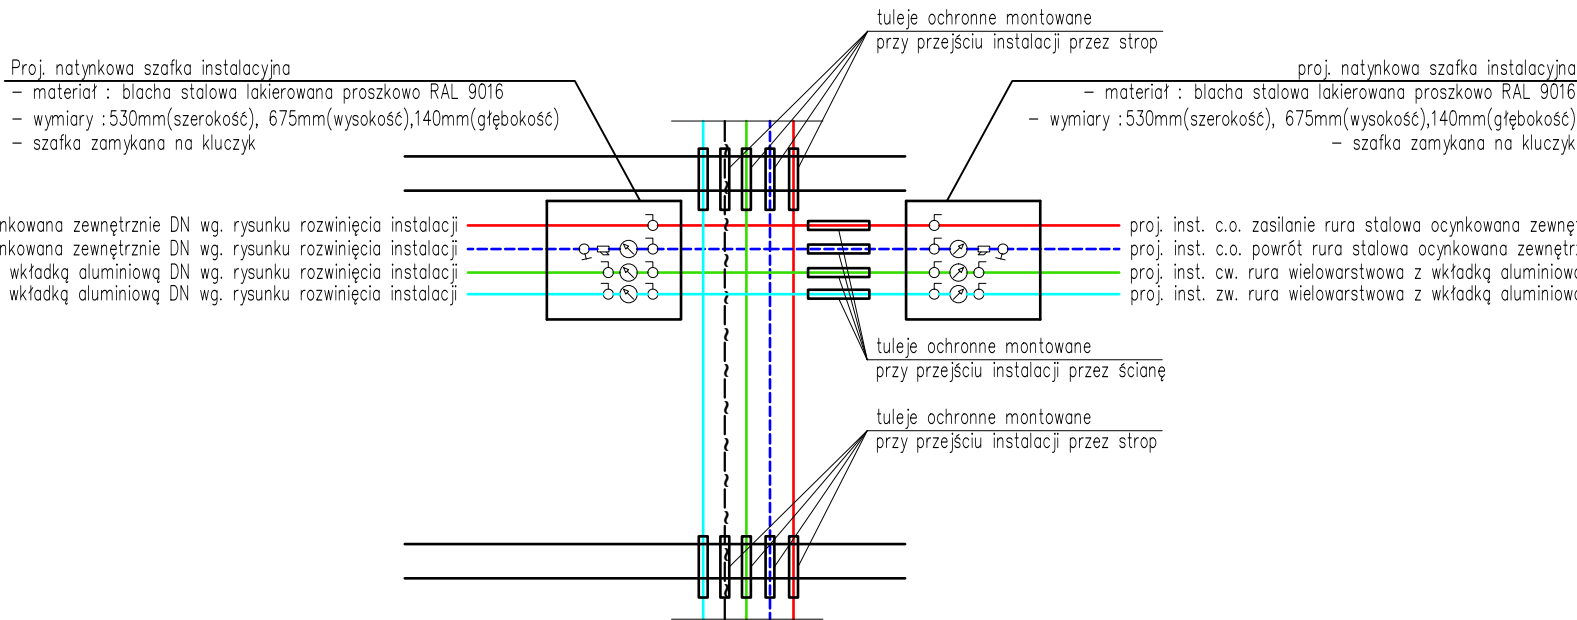 tuleje ochronne montowane
przy przejściu instalacji przez strop
Proj. natynkowa szafka instalacyjna
- materiał : blacha stalowa lakierowana proszkowo RAL 9016
- wymiary :530mm(szerokość), 675mm(wysokość),140mm(głębokość)
- szafka zamykana na kluczyk
proj. natynkowa szafka instalacyjna
- materiał : blacha stalowa lakierowana proszkowo RAL 9016
- wymiary :530mm(szerokość), 675mm(wysokość),140mm(głębokość)
- szafka zamykana na kluczyk
nkowana zewnętrznie DN wg. rysunku rozwinięcia instalacji
nkowana zewnętrznie DN wg. rysunku rozwinięcia instalacji
wkładką aluminiową DN wg. rysunku rozwinięcia instalacji
wkładką aluminiową DN wg. rysunku rozwinięcia instalacji
proj. inst. c.o. zasilanie rura stalowa ocynkowana zewnęt
proj. inst. c.o. powrót rura stalowa ocynkowana zewnętrz
proj. inst. cw. rura wielowarstwowa z wkładką aluminiow
proj. inst. zw. rura wielowarstwowa z wkładką aluminiow
tuleje ochronne montowane
przy przejściu instalacji przez ścianę
tuleje ochronne montowane
przy przejściu instalacji przez strop